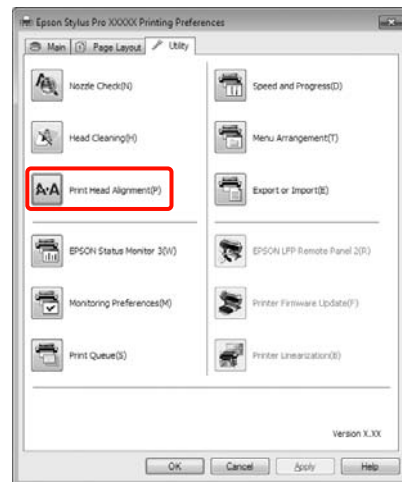 Epson Stylus Pro XXXXX Printing Preferences
Main
Page Layout
Utility
Nozzle Check(N)
Speed and Progress(D)
Head Cleaning(H)
Menu Arrangement(T)
Print Head Alignment(P)
Export or Import(E)
EPSON Status Monitor 3(W)
EPSON LFP Remote Panel 2(R)
Monitoring Preferences(M)
Printer Firmware Update(F)
Print Queue(S)
Printer Linearization(B)
Version X.XX
OK
Cancel
Apply
Help